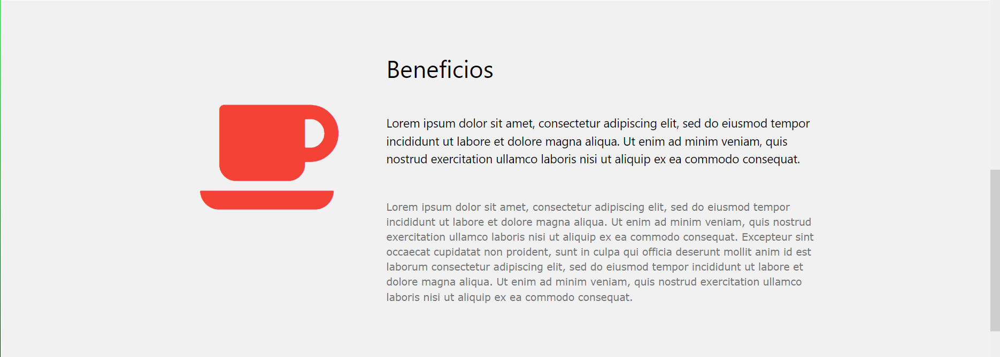 Beneficios
Lorem ipsum dolor sit amet, consectetur adipiscing elit, sed do eiusmod tempor
incididunt ut labore et dolore magna aliqua. Ut enim ad minim veniam, quis
nostrud exercitation ullamco laboris nisi ut aliquip ex ea commodo consequat.
Lorem ipsum dolor sit amet, consectetur adipiscing elit, sed do eiusmod tempor
incididunt ut labore et dolore magna aliqua. Ut enim ad minim veniam, quis nostrud
exercitation ullamco laboris nisi ut aliquip ex ea commodo consequat. Excepteur sint
occaecat cupidatat non proident, sunt in culpa qui officia deserunt mollit anim id est
laborum consectetur adipiscing elit, sed do eiusmod tempor incididunt ut labore et
dolore magna aliqua. Ut enim ad minim veniam, quis nostrud exercitation ullamco
laboris nisi ut aliquip ex ea commodo consequat.